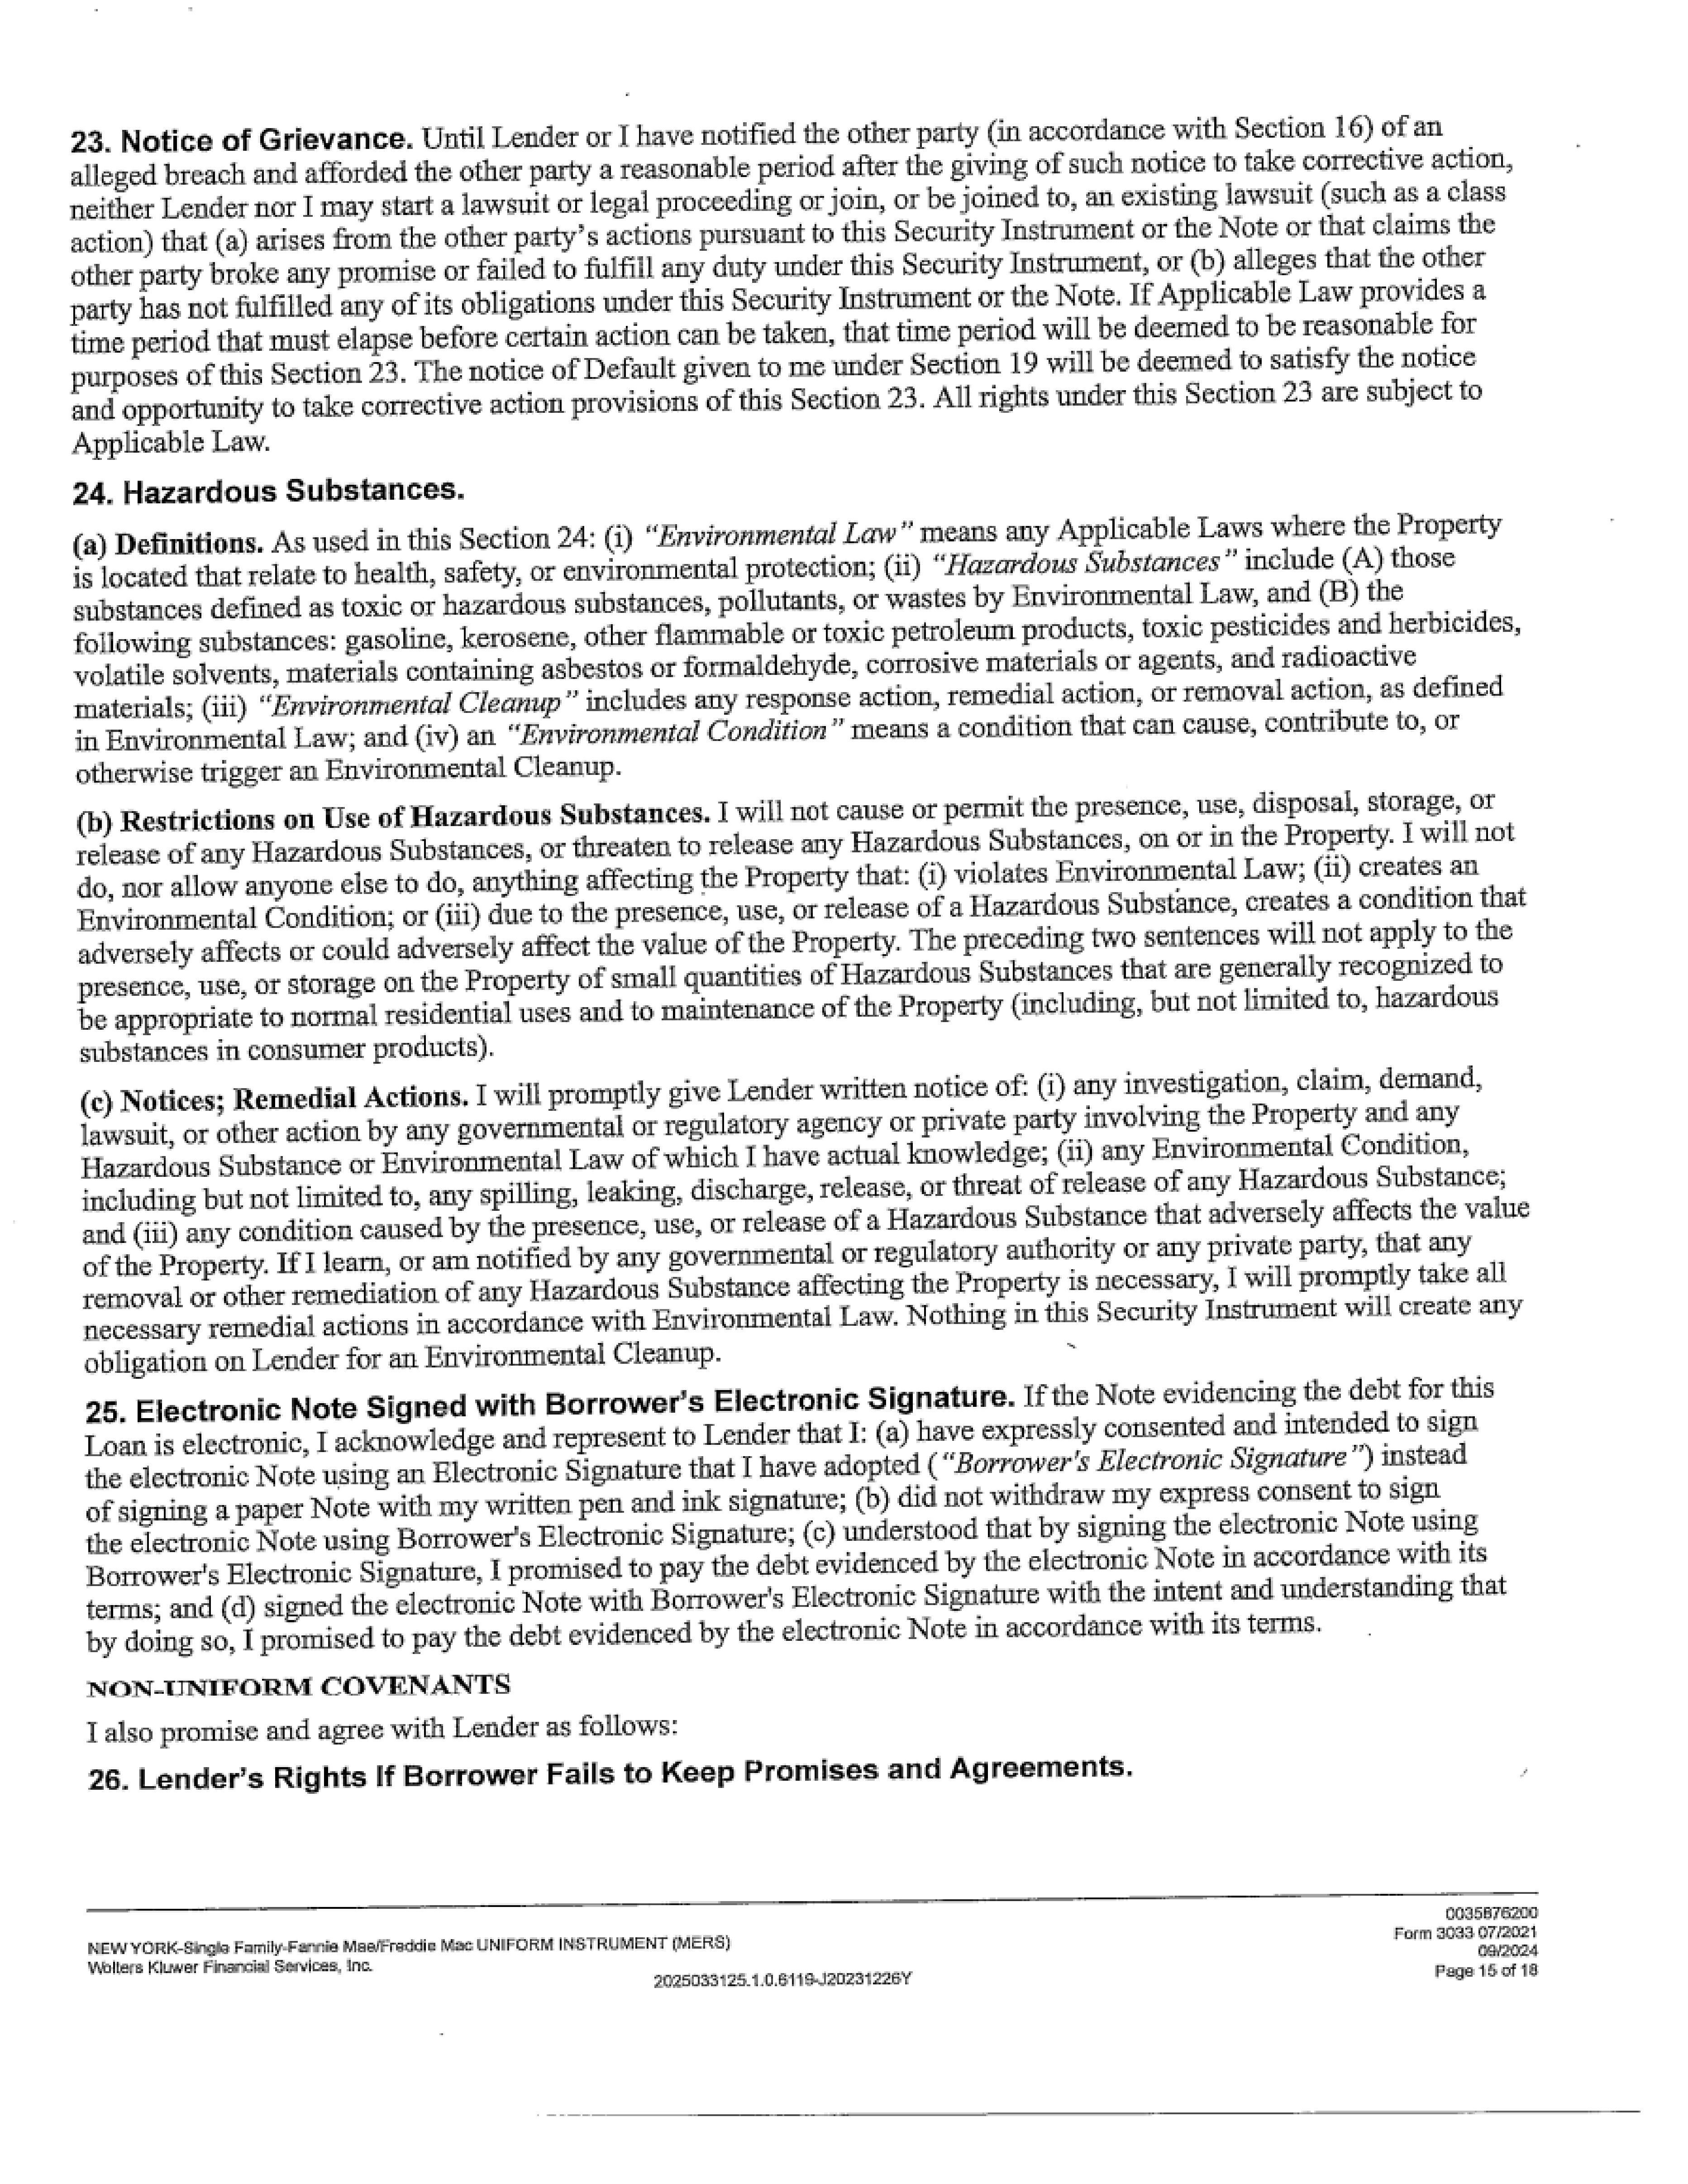 23. Notice of Grievance. Until Lender or I have notified the other party (in accordance with Section 16) of an
alleged breach and afforded the other party a reasonable period after the giving of such notice to take corrective action,
neither Lender nor I may start a lawsuit or legal proceeding or join, or be joined to, an existing lawsuit (such as a class
action) that (a) arises from the other party's actions pursuant to this Security Instrument or the Note or that claims the
other party broke any promise or failed to fulfill any duty under this Security Instrument, or (b) alleges that the other
party has not fulfilled any of its obligations under this Security Instrument or the Note. If Applicable Law provides a
time period that must elapse before certain action can be taken, that time period will be deemed to be reasonable for
purposes of this Section 23. The notice of Default given to me under Section 19 will be deemed to satisfy the notice
and opportunity to take corrective action provisions of this Section 23. All rights under this Section 23 are subject to
Applicable Law.
24. Hazardous Substances.
(a) Definitions. As used in this Section 24: (i) "Environmental Law" means any Applicable Laws where the Property
is located that relate to health, safety, or environmental protection; (ii) "Hazardous Substances" include (A) those
substances defined as toxic or hazardous substances, pollutants, or wastes by Environmental Law, and (B) the
following substances: gasoline, kerosene, other flammable or toxic petroleum products, toxic pesticides and herbicides,
volatile solvents, materials containing asbestos or formaldehyde, corrosive materials or agents, and radioactive
materials; (iii) "Environmental Cleanup" includes any response action, remedial action, or removal action, as defined
in Environmental Law; and (iv) an "Environmental Condition" means a condition that can cause, contribute to, or
otherwise trigger an Environmental Cleanup.
(b) Restrictions on Use of Hazardous Substances. I will not cause or permit the presence, use, disposal, storage, or
release of any Hazardous Substances, or threaten to release any Hazardous Substances, on or in the Property. I will not
do, nor allow anyone else to do, anything affecting the Property that: (i) violates Environmental Law; (ii) creates an
Environmental Condition; or (iii) due to the presence, use, or release of a Hazardous Substance, creates a condition that
adversely affects or could adversely affect the value of the Property. The preceding two sentences will not apply to the
presence, use, or storage on the Property of small quantities of Hazardous Substances that are generally recognized to
be appropriate to normal residential uses and to maintenance of the Property (including, but not limited to, hazardous
substances in consumer products).
(c) Notices; Remedial Actions. I will promptly give Lender written notice of: (i) any investigation, claim, demand,
lawsuit, or other action by any governmental or regulatory agency or private party involving the Property and any
Hazardous Substance or Environmental Law of which I have actual knowledge; (ii) any Environmental Condition,
including but not limited to, any spilling, leaking, discharge, release, or threat of release of any Hazardous Substance;
and (iii) any condition caused by the presence, use, or release of a Hazardous Substance that adversely affects the value
of the Property. If I learn, or am notified by any governmental or regulatory authority or any private party, that any
removal or other remediation of any Hazardous Substance affecting the Property is necessary, I will promptly take all
necessary remedial actions in accordance with Environmental Law. Nothing in this Security Instrument will create any
obligation on Lender for an Environmental Cleanup.
25. Electronic Note Signed with Borrower's Electronic Signature. If the Note evidencing the debt for this
Loan is electronic, I acknowledge and represent to Lender that I: (a) have expressly consented and intended to sign
the electronic Note using an Electronic Signature that I have adopted ("Borrower's Electronic Signature") instead
of signing a paper Note with my written pen and ink signature; (b) did not withdraw my express consent to sign
the electronic Note using Borrower's Electronic Signature; (c) understood that by signing the electronic Note using
Borrower's Electronic Signature, I promised to pay the debt evidenced by the electronic Note in accordance with its
terms; and (d) signed the electronic Note with Borrower's Electronic Signature with the intent and understanding that
by doing so, I promised to pay the debt evidenced by the electronic Note in accordance with its terms.
NON-UNIFORM COVENANTS
I also promise and agree with Lender as follows:
26. Lender's Rights If Borrower Fails to Keep Promises and Agreements.
0035876200
NEW YORK-Single Family-Fannie Mae/Freddie Mac UNIFORM INSTRUMENT (MERS)
Form 3033 07/2021
Wolters Kluwer Financial Services, Inc.
09/2024
2025033125.1.0.6119-J20231226Y
Page 15 of 18